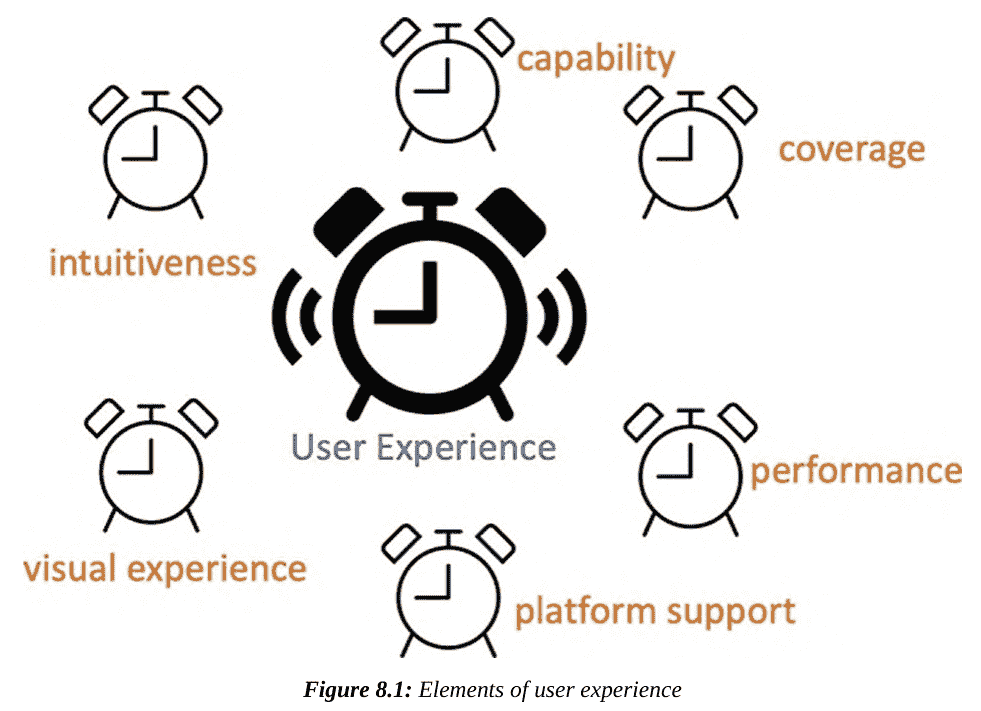 capability
coverage
intuitiveness
User Experience
performance
visual experience
platform support
Figure 8.1: Elements of user experience